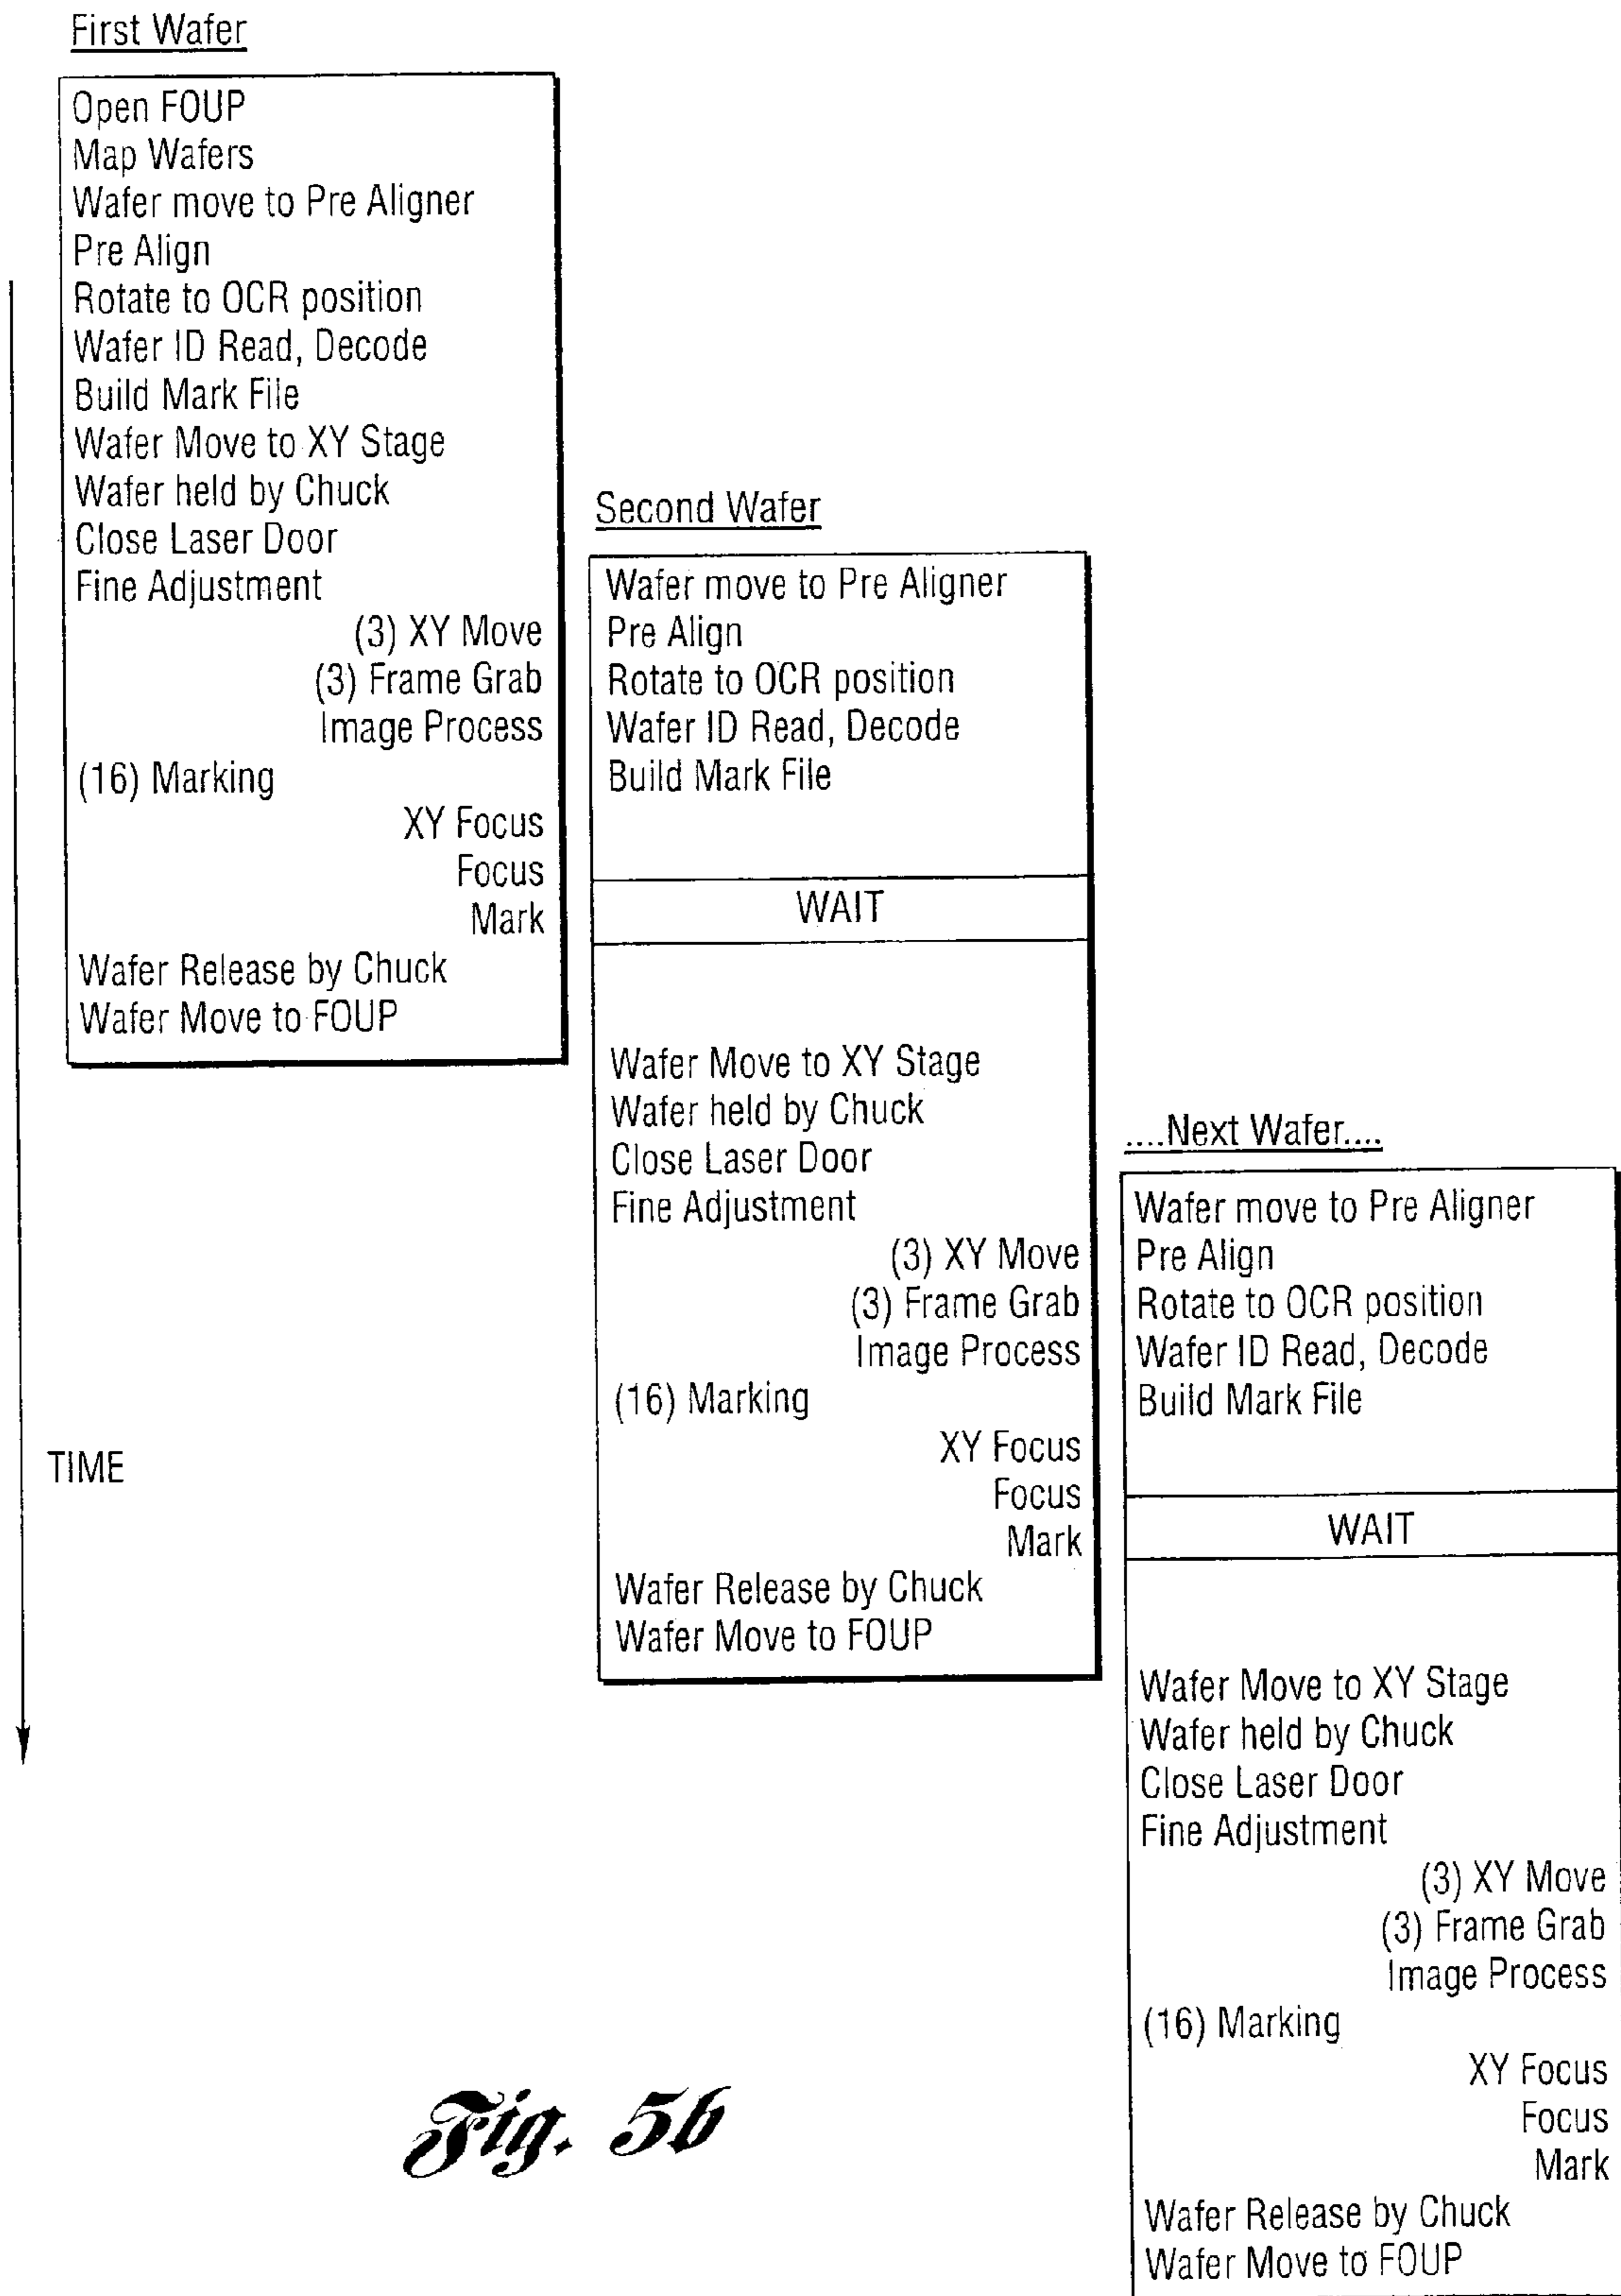 First Wafer
Open FOUP
Map Wafers
Wafer move to Pre Aligner
Pre Align
Rotate to OCR position
Wafer ID Read, Decode
Build Mark File
Wafer Move to XY Stage
Wafer held by Chuck
Close Laser Door
Fine Adjustment
(3) XY Move
(3) Frame Grab
Image Process
(16) Marking
XY Focus
Focus
Mark
Wafer Release by Chuck
Wafer Move to FOUP
Second Wafer
Wafer move to Pre Aligner
Pre Align
Rotate to OCR position
Wafer ID Read, Decode
Build Mark File
WAIT
Wafer Move to XY Stage
Wafer held by Chuck
Close Laser Door
Fine Adjustment
(3) XY Move
(3) Frame Grab
Image Process
(16) Marking
XY Focus
Focus
Mark
Wafer Release by Chuck
Wafer Move to FOUP
....Next Wafer....
Wafer move to Pre Aligner
Pre Align
Rotate to OCR position
Wafer ID Read, Decode
Build Mark File
WAIT
Wafer Move to XY Stage
Wafer held by Chuck
Close Laser Door
Fine Adjustment
(3) XY Move
(3) Frame Grab
Image Process
(16) Marking
XY Focus
Focus
Mark
Wafer Release by Chuck
Wafer Move to FOUP
TIME
Fig. 5b